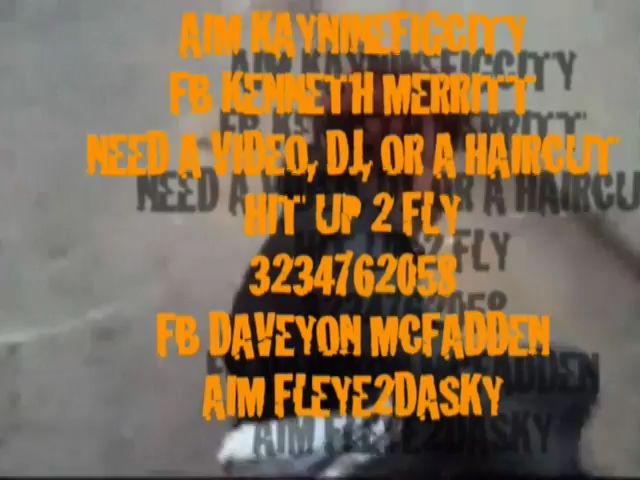 AIM KAYNINEFIGCITY
FB KENNETH MERRITT
NEED A VIDEO, DJ, OR A HAIRCUT
HIT UP 2 FLY
3234762058
FB DAVEYON MCFADDEN
AIM FLEYE2DASKY